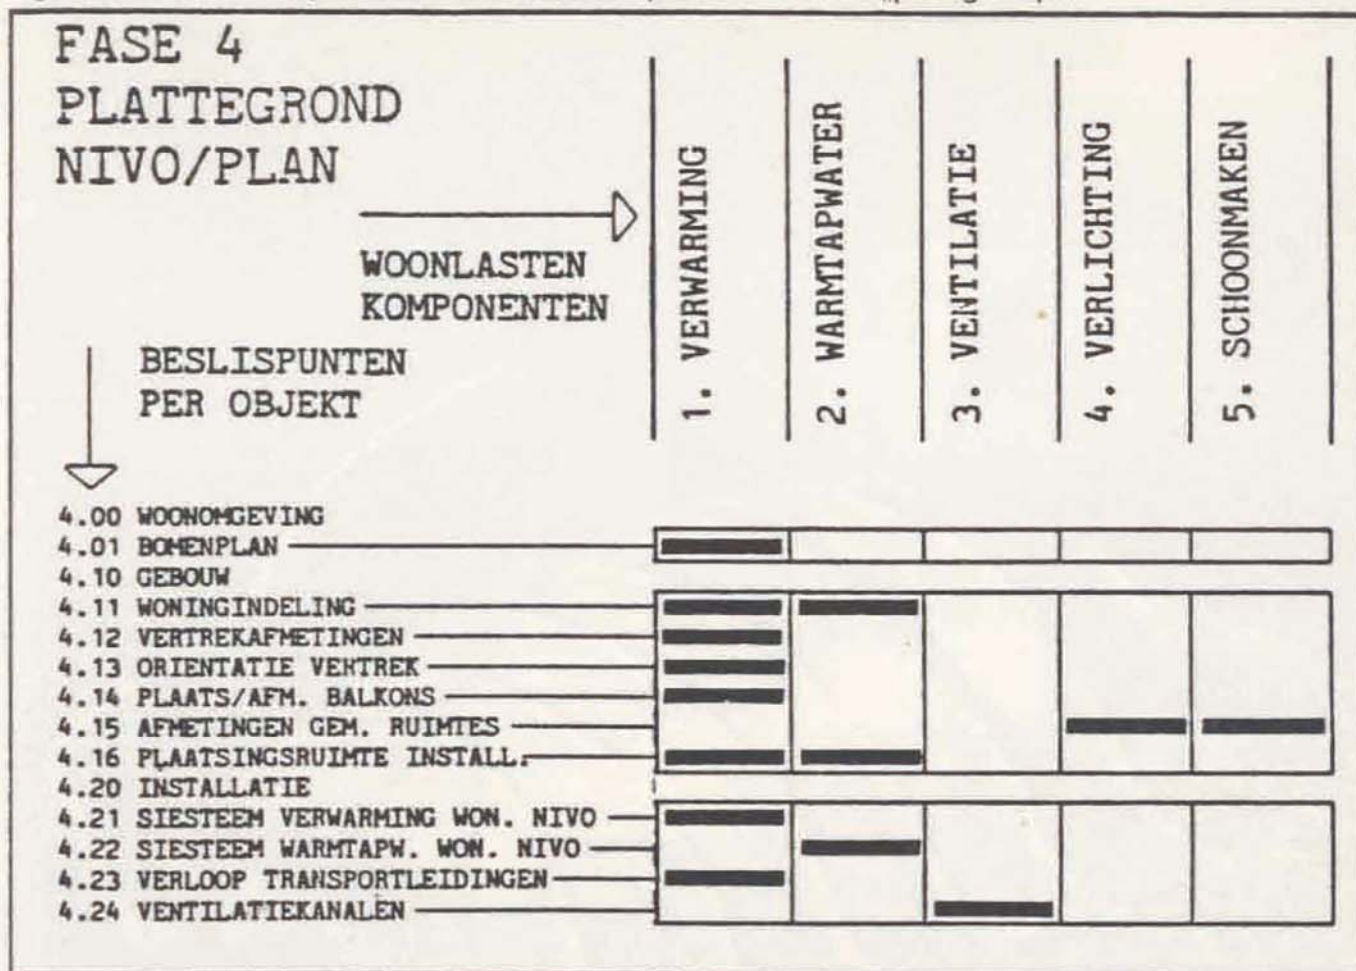 FASE 4
PLATTEGROND
NIVO/PLAN
WOONLASTEN
KOMPONENTEN
BESLISPUNTEN
PER OBJEKT
1. VERWARMING
2. WARMTAPWATER
3. VENTILATIE
4. VERLICHTING
5. SCHOONMAKEN
4.00 WOONOMGEVING
4.01 BOMENPLAN
4.10 GEBOUW
4.11 WONINGINDELING
4.12 VERTREKAFMETINGEN
4.13 ORIENTATIE VERTREK
4.14 PLAATS/AFM. BALKONS
4.15 AFMETINGEN GEM. RUIMTES
4.16 PLAATSINGSRUIMTE INSTALL.
4.20 INSTALLATIE
4.21 SIESTEEM VERWARMING WON. NIVO
4.22 SIESTEEM WARMTAPW. WON. NIVO
4.23 VERLOOP TRANSPORTLEIDINGEN
4.24 VENTILATIEKANALEN